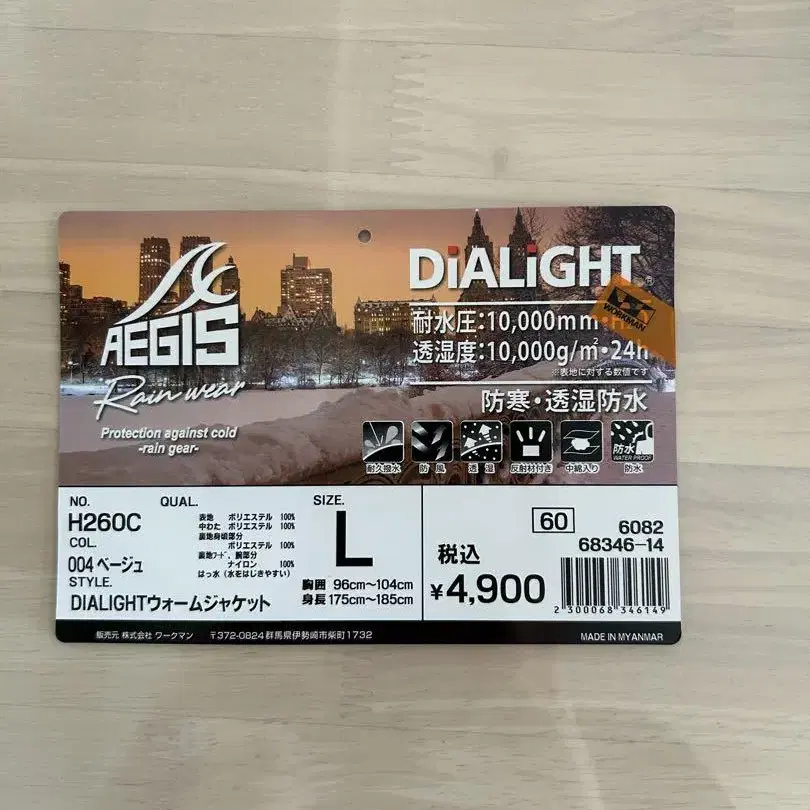 AEGIS
Rain wear
Protection against cold
-rain gear-
DiALiGHT®
WORKMAN
耐水圧:10,000mm・H2
透湿度:10,000g/㎡・24h
※表地に対する数値です
防寒・透湿防水
耐久撥水
防風
透湿
反射材付き
中綿入り
防水
WATER PROOF
防水
NO.
H260C
COL.
004 ベージュ
STYLE.
DIALIGHTウォームジャケット
QUAL.
表地 ポリエステル 100%
中わた ポリエステル 100%
裏地身頃部分
ポリエステル 100%
裏地フード、腕部分
ナイロン 100%
はっ水(水をはじきやすい)
SIZE.
L
胸囲 96cm~104cm
身長 175cm~185cm
60
6082
68346-14
税込
¥4,900
2 300068 346149
販売元 株式会社 ワークマン 〒372-0824 群馬県伊勢崎市柴町1732
MADE IN MYANMAR